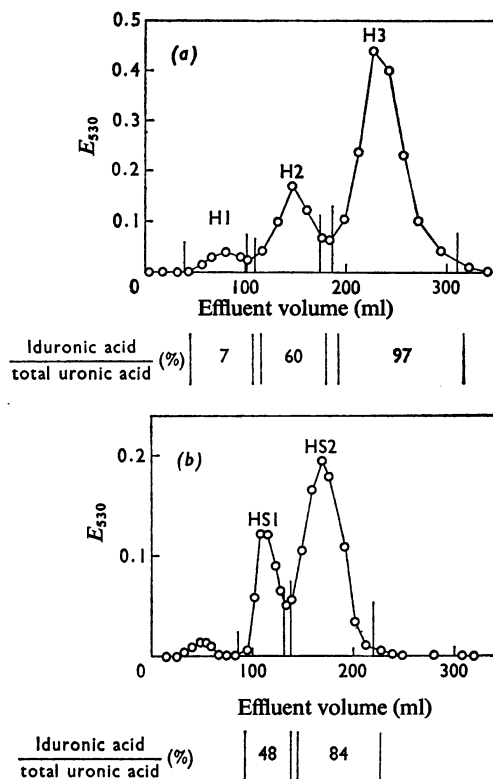 (a)
E530
0.5
0.4
0.3
0.2
0.1
H1
H2
H3
0
100
200
300
Effluent volume (ml)
Iduronic acid
total uronic acid
(%)
7
60
97
(b)
E530
0.2
0.1
HS1
HS2
0
100
200
300
Effluent volume (ml)
Iduronic acid
total uronic acid
(%)
48
84